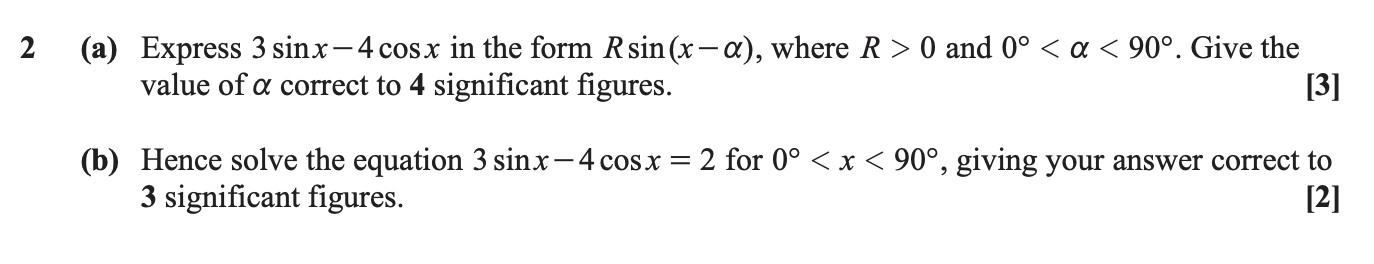 2 (a) Express 3 sin x − 4 cos x in the form R sin(x − α), where R > 0 and 0° < α < 90°. Give the
value of α correct to 4 significant figures. [3]
(b) Hence solve the equation 3 sin x − 4 cos x = 2 for 0° < x < 90°, giving your answer correct to
3 significant figures. [2]